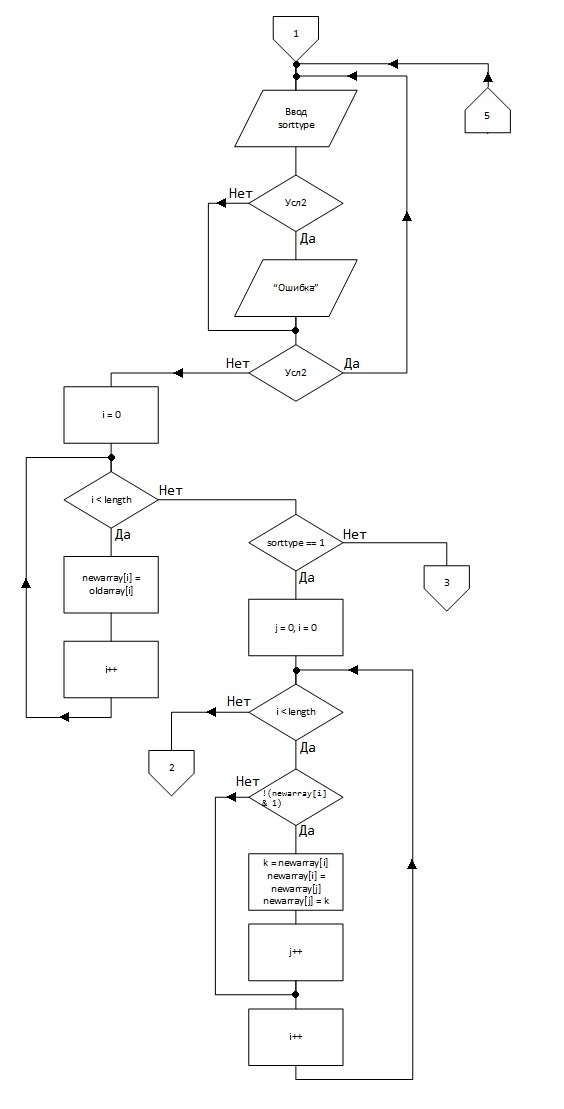 1
5
Ввод
sorttype
Нет
Усл2
Да
“Ошибка”
Нет
Усл2
Да
i = 0
i < length
Нет
Да
sorttype == 1
Нет
Да
newarray[i] =
oldarray[i]
3
j = 0, i = 0
i++
Нет
i < length
Да
2
Нет
!(newarray[i]
& 1)
Да
k = newarray[i]
newarray[i] =
newarray[j]
newarray[j] = k
j++
i++